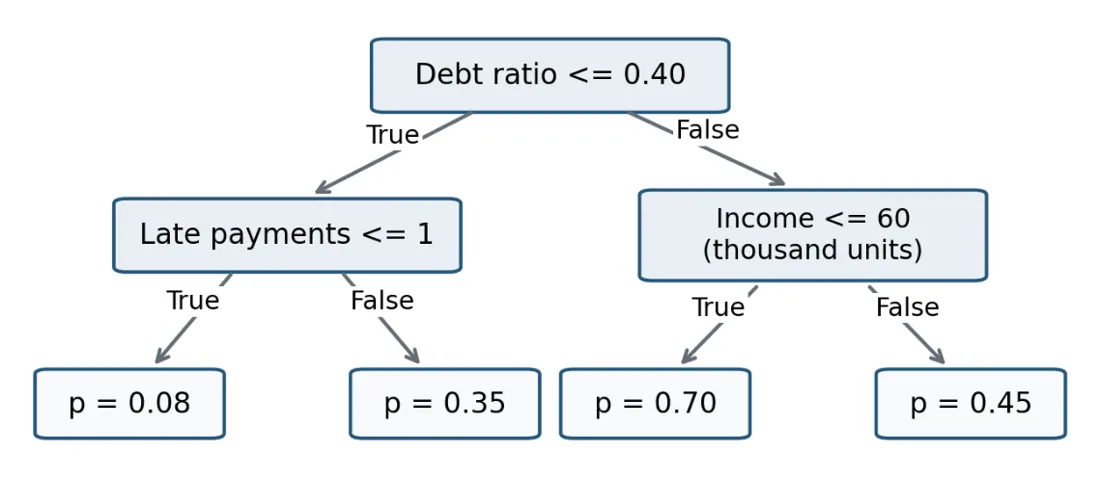 Debt ratio <= 0.40
True
False
Late payments <= 1
Income <= 60
(thousand units)
True
False
True
False
p = 0.08
p = 0.35
p = 0.70
p = 0.45